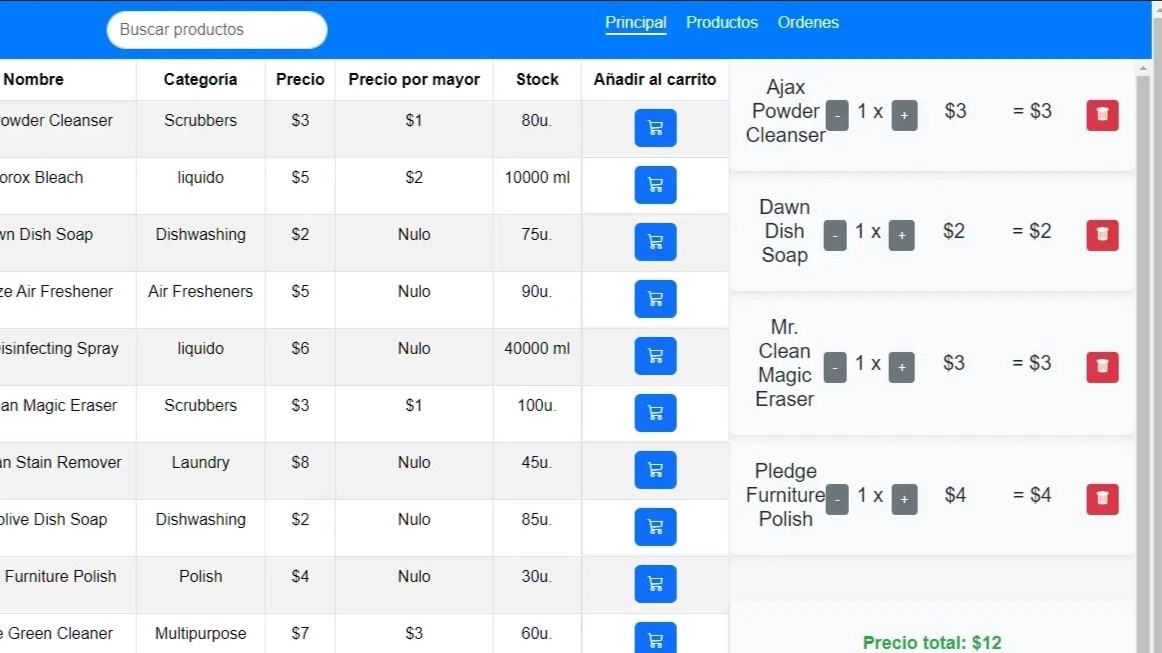 Buscar productos
Principal Productos Ordenes
Nombre Categoría Precio Precio por mayor Stock Añadir al carrito
owder Cleanser Scrubbers $3 $1 80u.
orox Bleach liquido $5 $2 10000 ml
wn Dish Soap Dishwashing $2 Nulo 75u.
ze Air Freshener Air Fresheners $5 Nulo 90u.
isinfecting Spray liquido $6 Nulo 40000 ml
an Magic Eraser Scrubbers $3 $1 100u.
an Stain Remover Laundry $8 Nulo 45u.
olive Dish Soap Dishwashing $2 Nulo 85u.
Furniture Polish Polish $4 Nulo 30u.
e Green Cleaner Multipurpose $7 $3 60u.
Ajax
Powder
Cleanser
- 1 x + $3 = $3
Dawn
Dish
Soap
- 1 x + $2 = $2
Mr.
Clean
Magic
Eraser
- 1 x + $3 = $3
Pledge
Furniture
Polish
- 1 x + $4 = $4
Precio total: $12